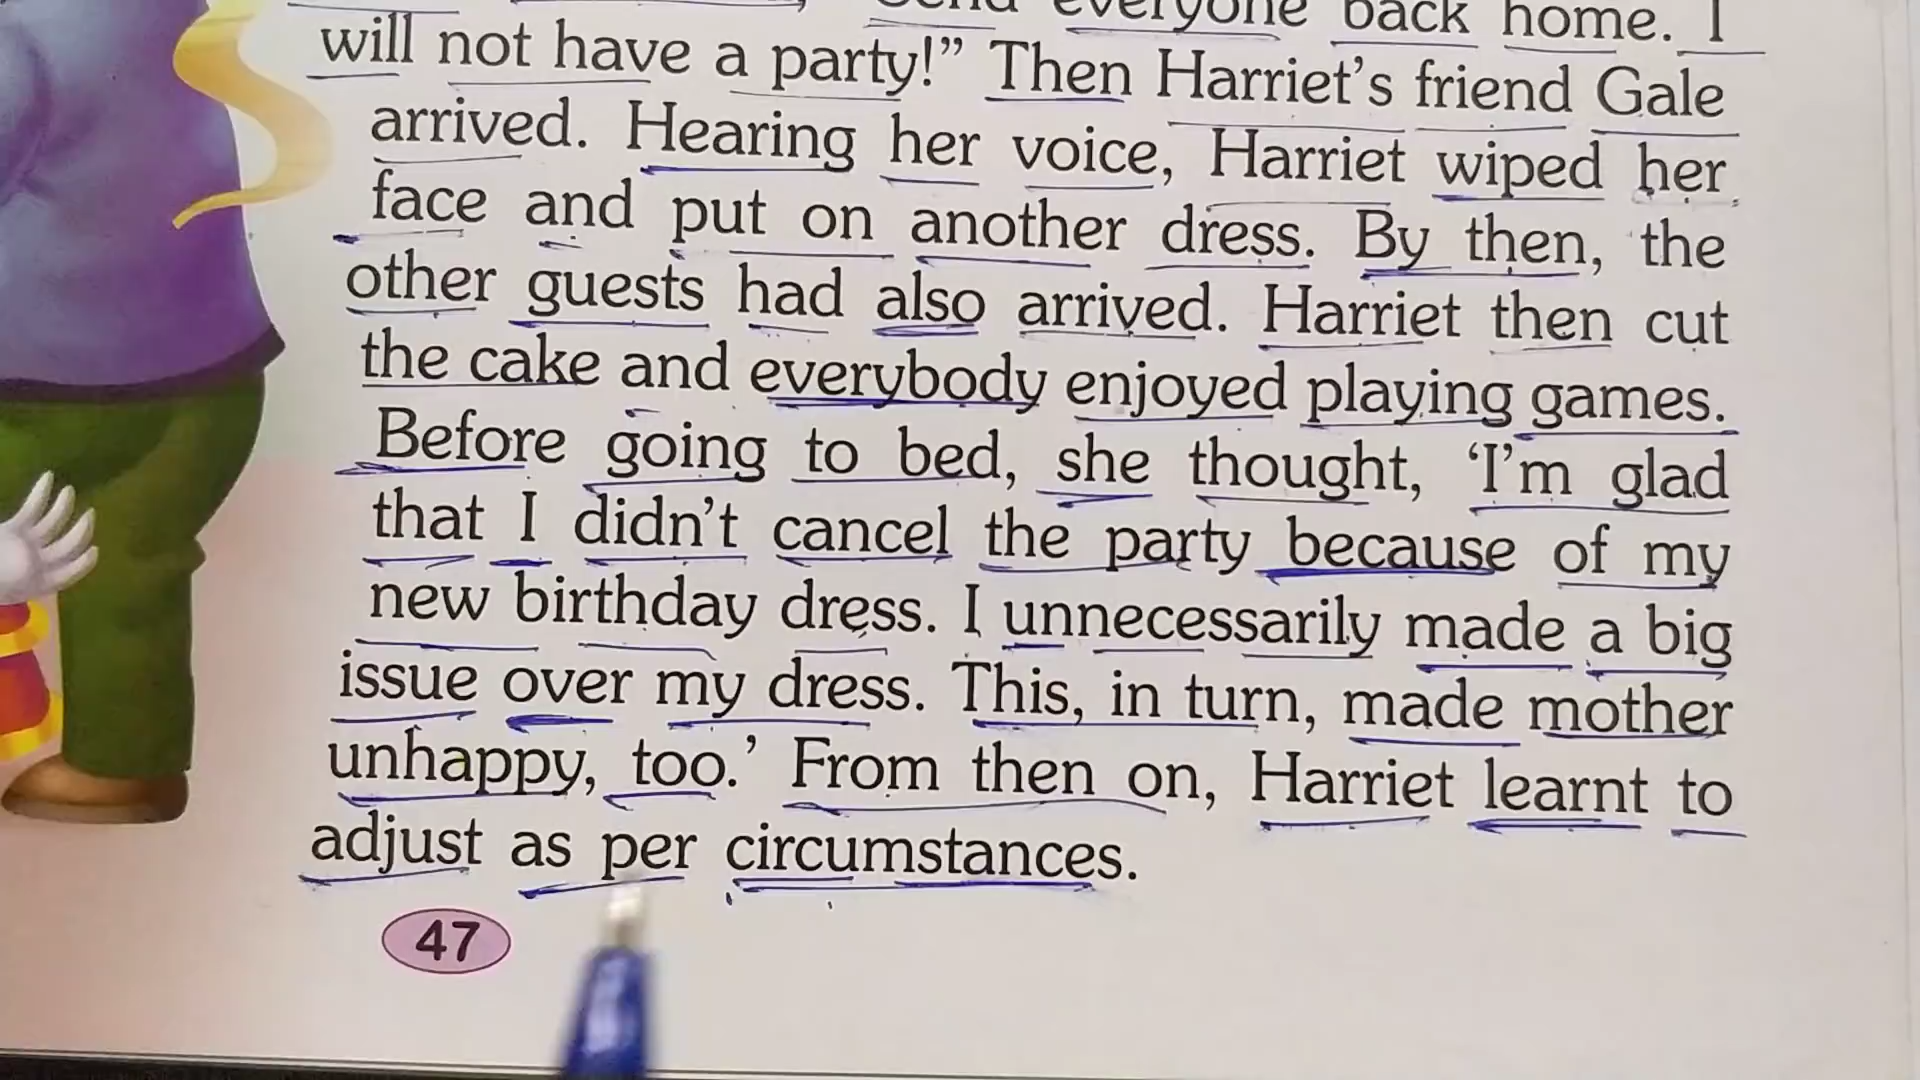 Send everyone back home. I
will not have a party!” Then Harriet’s friend Gale
arrived. Hearing her voice, Harriet wiped her
face and put on another dress. By then, the
other guests had also arrived. Harriet then cut
the cake and everybody enjoyed playing games.
Before going to bed, she thought, ‘I’m glad
that I didn’t cancel the party because of my
new birthday dress. I unnecessarily made a big
issue over my dress. This, in turn, made mother
unhappy, too.’ From then on, Harriet learnt to
adjust as per circumstances.
47